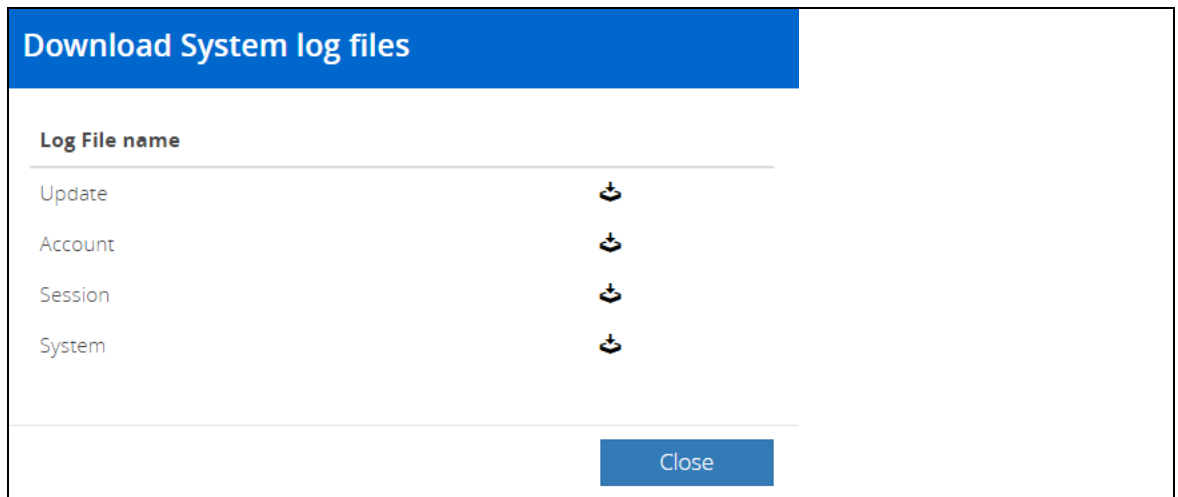 Download System log files
Log File name
Update
Account
Session
System
Close